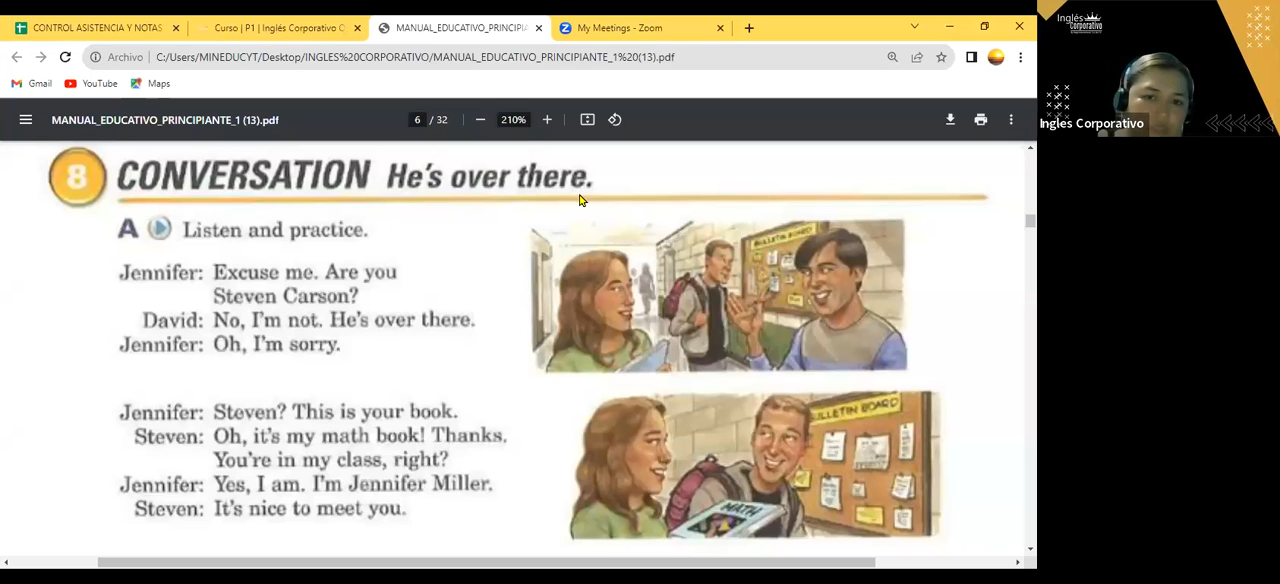 CONTROL ASISTENCIA Y NOTAS
Curso | P1 | Inglés Corporativo O
MANUAL_EDUCATIVO_PRINCIPIA
My Meetings - Zoom
Archivo
C:/Users/MINEDUCYT/Desktop/INGLES%20CORPORATIVO/MANUAL_EDUCATIVO_PRINCIPIANTE_1%20(13).pdf
Gmail
YouTube
Maps
MANUAL_EDUCATIVO_PRINCIPIANTE_1 (13).pdf
6 / 32
210%
Inglés
Corporativo
Ingles Corporativo
8 CONVERSATION He's over there.
A Listen and practice.
Jennifer: Excuse me. Are you
Steven Carson?
David: No, I'm not. He's over there.
Jennifer: Oh, I'm sorry.
BULLETIN BOARD
Jennifer: Steven? This is your book.
Steven: Oh, it's my math book! Thanks.
You're in my class, right?
Jennifer: Yes, I am. I'm Jennifer Miller.
Steven: It's nice to meet you.
BULLETIN BOARD
MATH